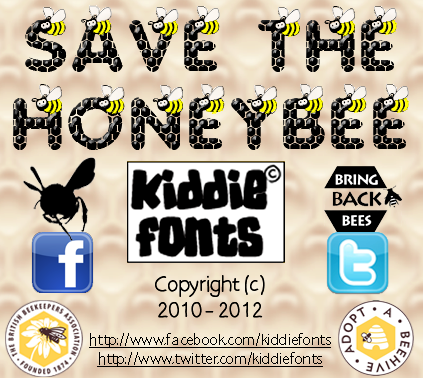 SAVE THE
HONEYBEE
Kiddie©
fonts
BRING
BACK
BEES
f
t
Copyright (c)
2010 - 2012
THE BRITISH BEEKEEPERS ASSOCIATION
FOUNDED 1874
http://www.facebook.com/kiddiefonts
http://www.twitter.com/kiddiefonts
ADOPT · A · BEEHIVE